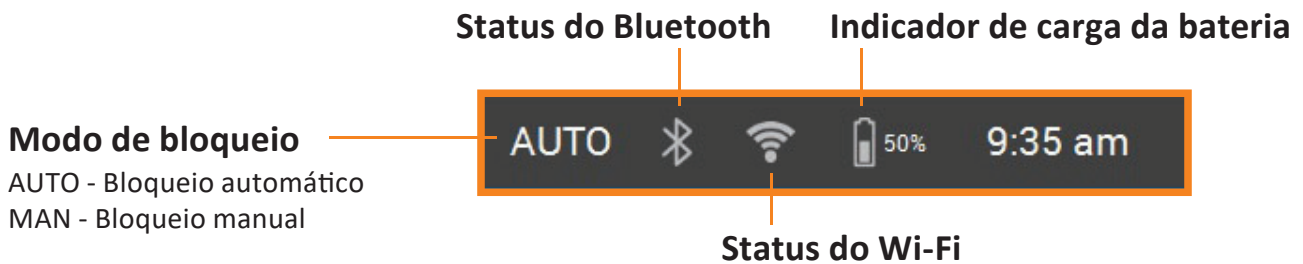 Status do Bluetooth
Indicador de carga da bateria
Modo de bloqueio
AUTO - Bloqueio automático
MAN - Bloqueio manual
AUTO 50% 9:35 am
Status do Wi-Fi